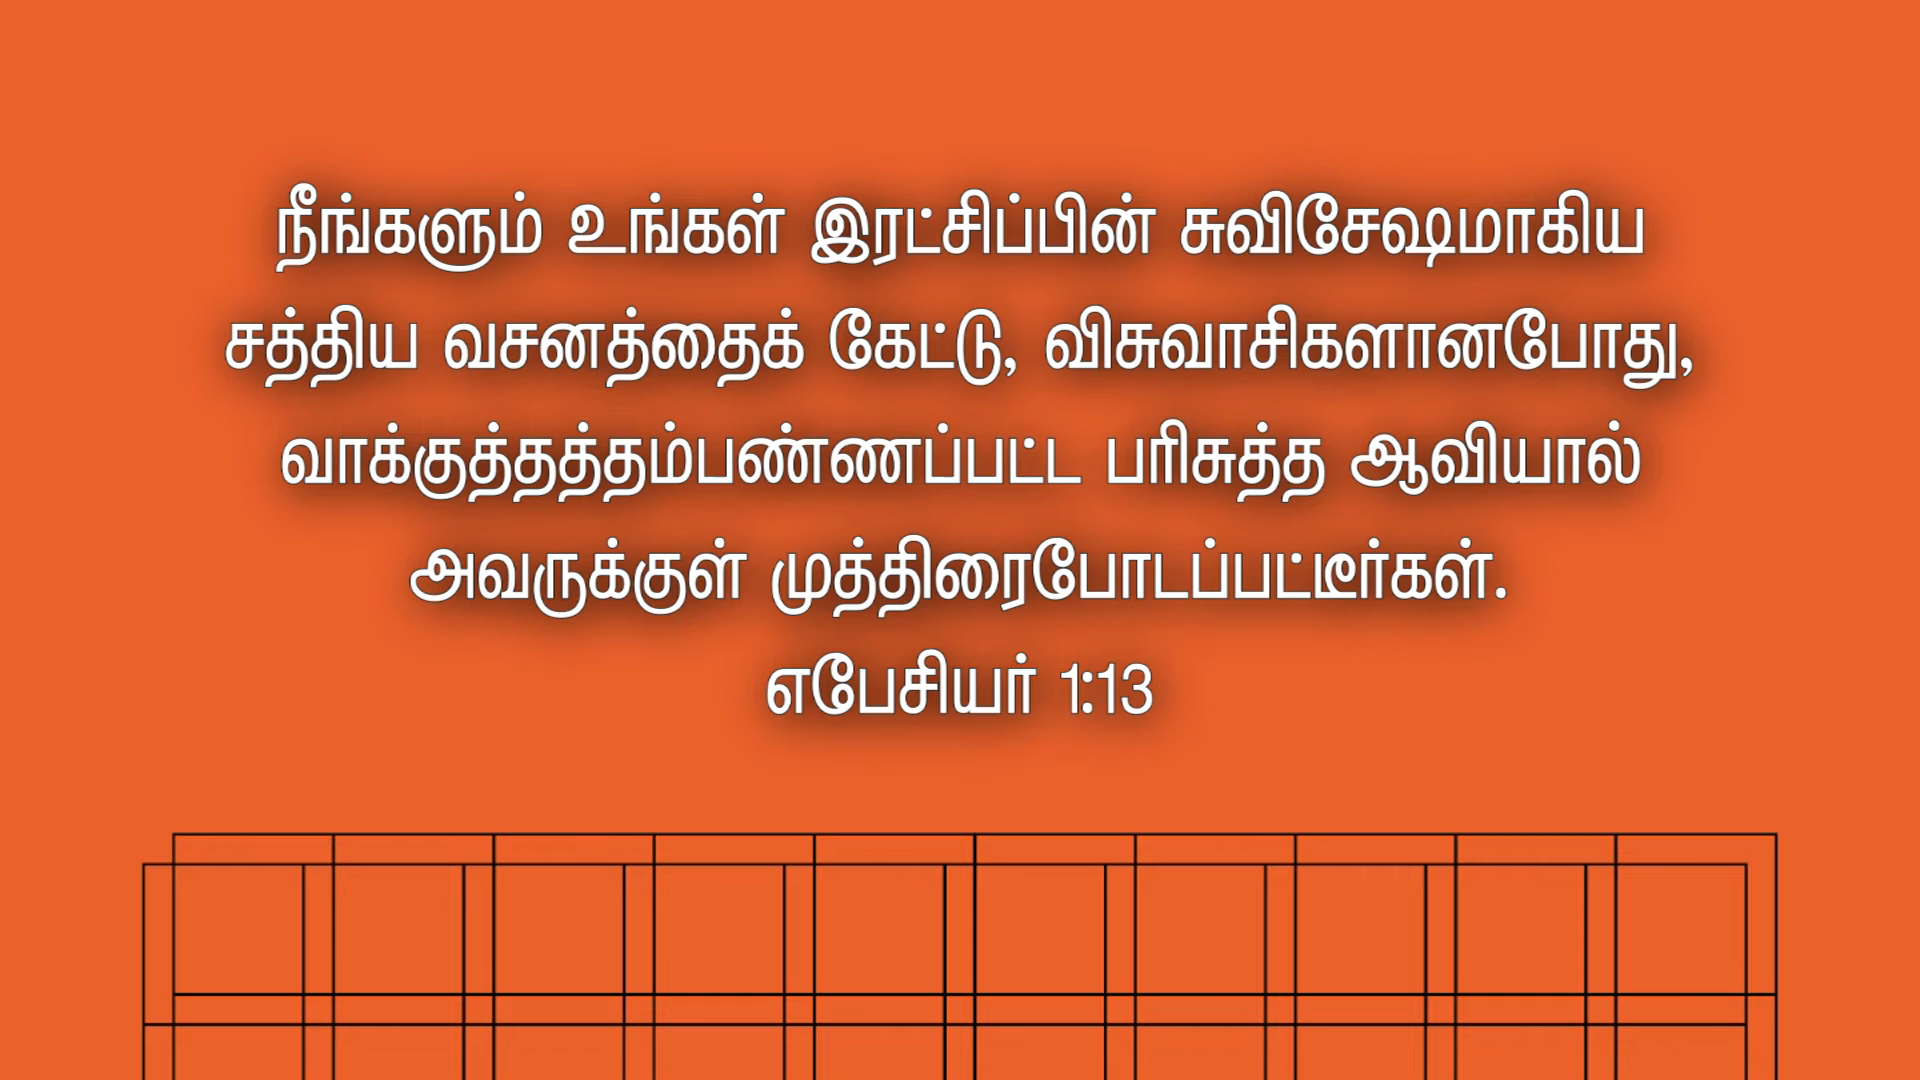 நீங்களும் உங்கள் இரட்சிப்பின் சுவிசேஷமாகிய
சத்திய வசனத்தைக் கேட்டு, விசுவாசிகளானபோது,
வாக்குத்தத்தம்பண்ணப்பட்ட பரிசுத்த ஆவியால்
அவருக்குள் முத்திரைபோடப்பட்டீர்கள்.
எபேசியர் 1:13